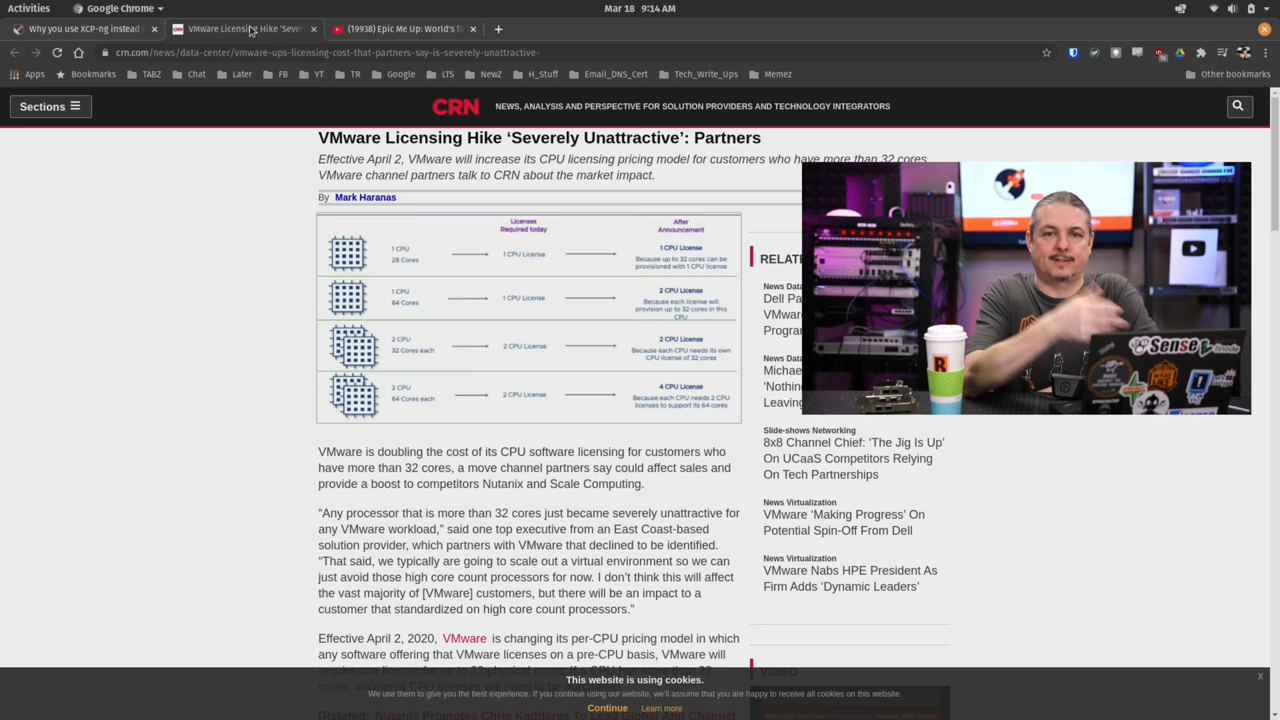 Activities
Google Chrome
Mar 18 9:14 AM
Why you use XCP-ng instead
VMware Licensing Hike 'Sever
(19938) Epic Me Up: World's fa
crn.com/news/data-center/vmware-ups-licensing-cost-that-partners-say-is-severely-unattractive-
Apps
Bookmarks
TABZ
Chat
Later
FB
YT
TR
Google
LTS
NewZ
H_Stuff
Email_DNS_Cert
Tech_Write_Ups
Memez
Other bookmarks
Sections
CRN
NEWS, ANALYSIS AND PERSPECTIVE FOR SOLUTION PROVIDERS AND TECHNOLOGY INTEGRATORS
VMware Licensing Hike ‘Severely Unattractive’: Partners
Effective April 2, VMware will increase its CPU licensing pricing model for customers who have more than 32 cores.
VMware channel partners talk to CRN about the market impact.
By Mark Haranas
Licenses
Required today
After
Announcement
1 CPU
28 Cores
1 CPU License
1 CPU License
Because up to 32 cores can be
provisioned with 1 CPU license
1 CPU
64 Cores
1 CPU License
2 CPU License
Because each license will
provision up to 32 cores in this
CPU
2 CPU
32 Cores each
2 CPU License
2 CPU License
Because each CPU needs its own
CPU license of 32 cores
2 CPU
64 Cores each
2 CPU License
4 CPU License
Because each CPU needs 2 CPU
licenses to support its 64 cores
VMware is doubling the cost of its CPU software licensing for customers who
have more than 32 cores, a move channel partners say could affect sales and
provide a boost to competitors Nutanix and Scale Computing.
“Any processor that is more than 32 cores just became severely unattractive for
any VMware workload,” said one top executive from an East Coast-based
solution provider, which partners with VMware that declined to be identified.
“That said, we typically are going to scale out a virtual environment so we can
just avoid those high core count processors for now. I don’t think this will affect
the vast majority of [VMware] customers, but there will be an impact to a
customer that standardized on high core count processors.”
Effective April 2, 2020, VMware is changing its per-CPU pricing model in which
any software offering that VMware licenses on a pre-CPU basis, VMware will
RELATE
News Data
Dell Pa
VMwar
Progra
News Data
Michae
‘Nothin
Leaving
Slide-shows Networking
8x8 Channel Chief: ‘The Jig Is Up’
On UCaaS Competitors Relying
On Tech Partnerships
News Virtualization
VMware ‘Making Progress’ On
Potential Spin-Off From Dell
News Virtualization
VMware Nabs HPE President As
Firm Adds ‘Dynamic Leaders’
VIDEO
R
Sense
linode
This website is using cookies.
We use them to give you the best experience. If you continue using our website, we'll assume that you are happy to receive all cookies on this website.
Continue
Learn more
X